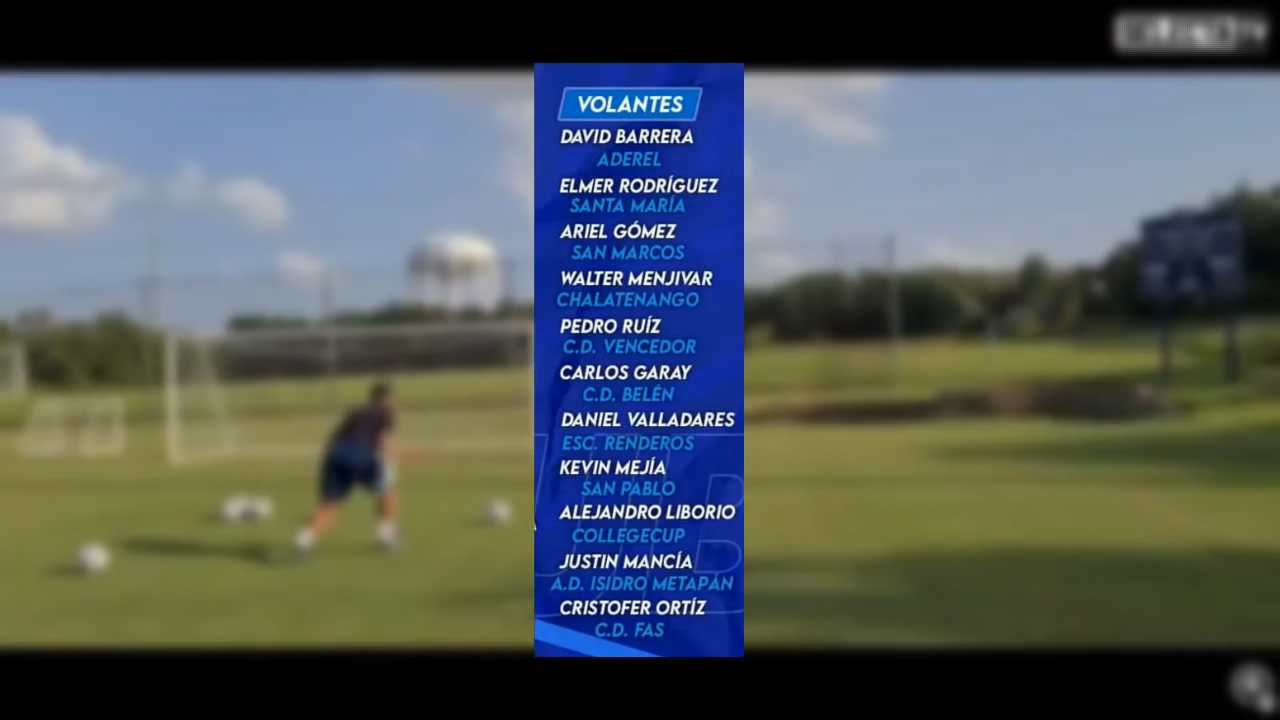 VOLANTES
DAVID BARRERA
ADEREL
ELMER RODRÍGUEZ
SANTA MARÍA
ARIEL GÓMEZ
SAN MARCOS
WALTER MENJIVAR
CHALATENANGO
PEDRO RUÍZ
C.D. VENCEDOR
CARLOS GARAY
C.D. BELÉN
DANIEL VALLADARES
ESC. RENDEROS
KEVIN MEJÍA
SAN PABLO
ALEJANDRO LIBORIO
COLLEGECUP
JUSTIN MANCÍA
A.D. ISIDRO METAPÁN
CRISTOFER ORTÍZ
C.D. FAS